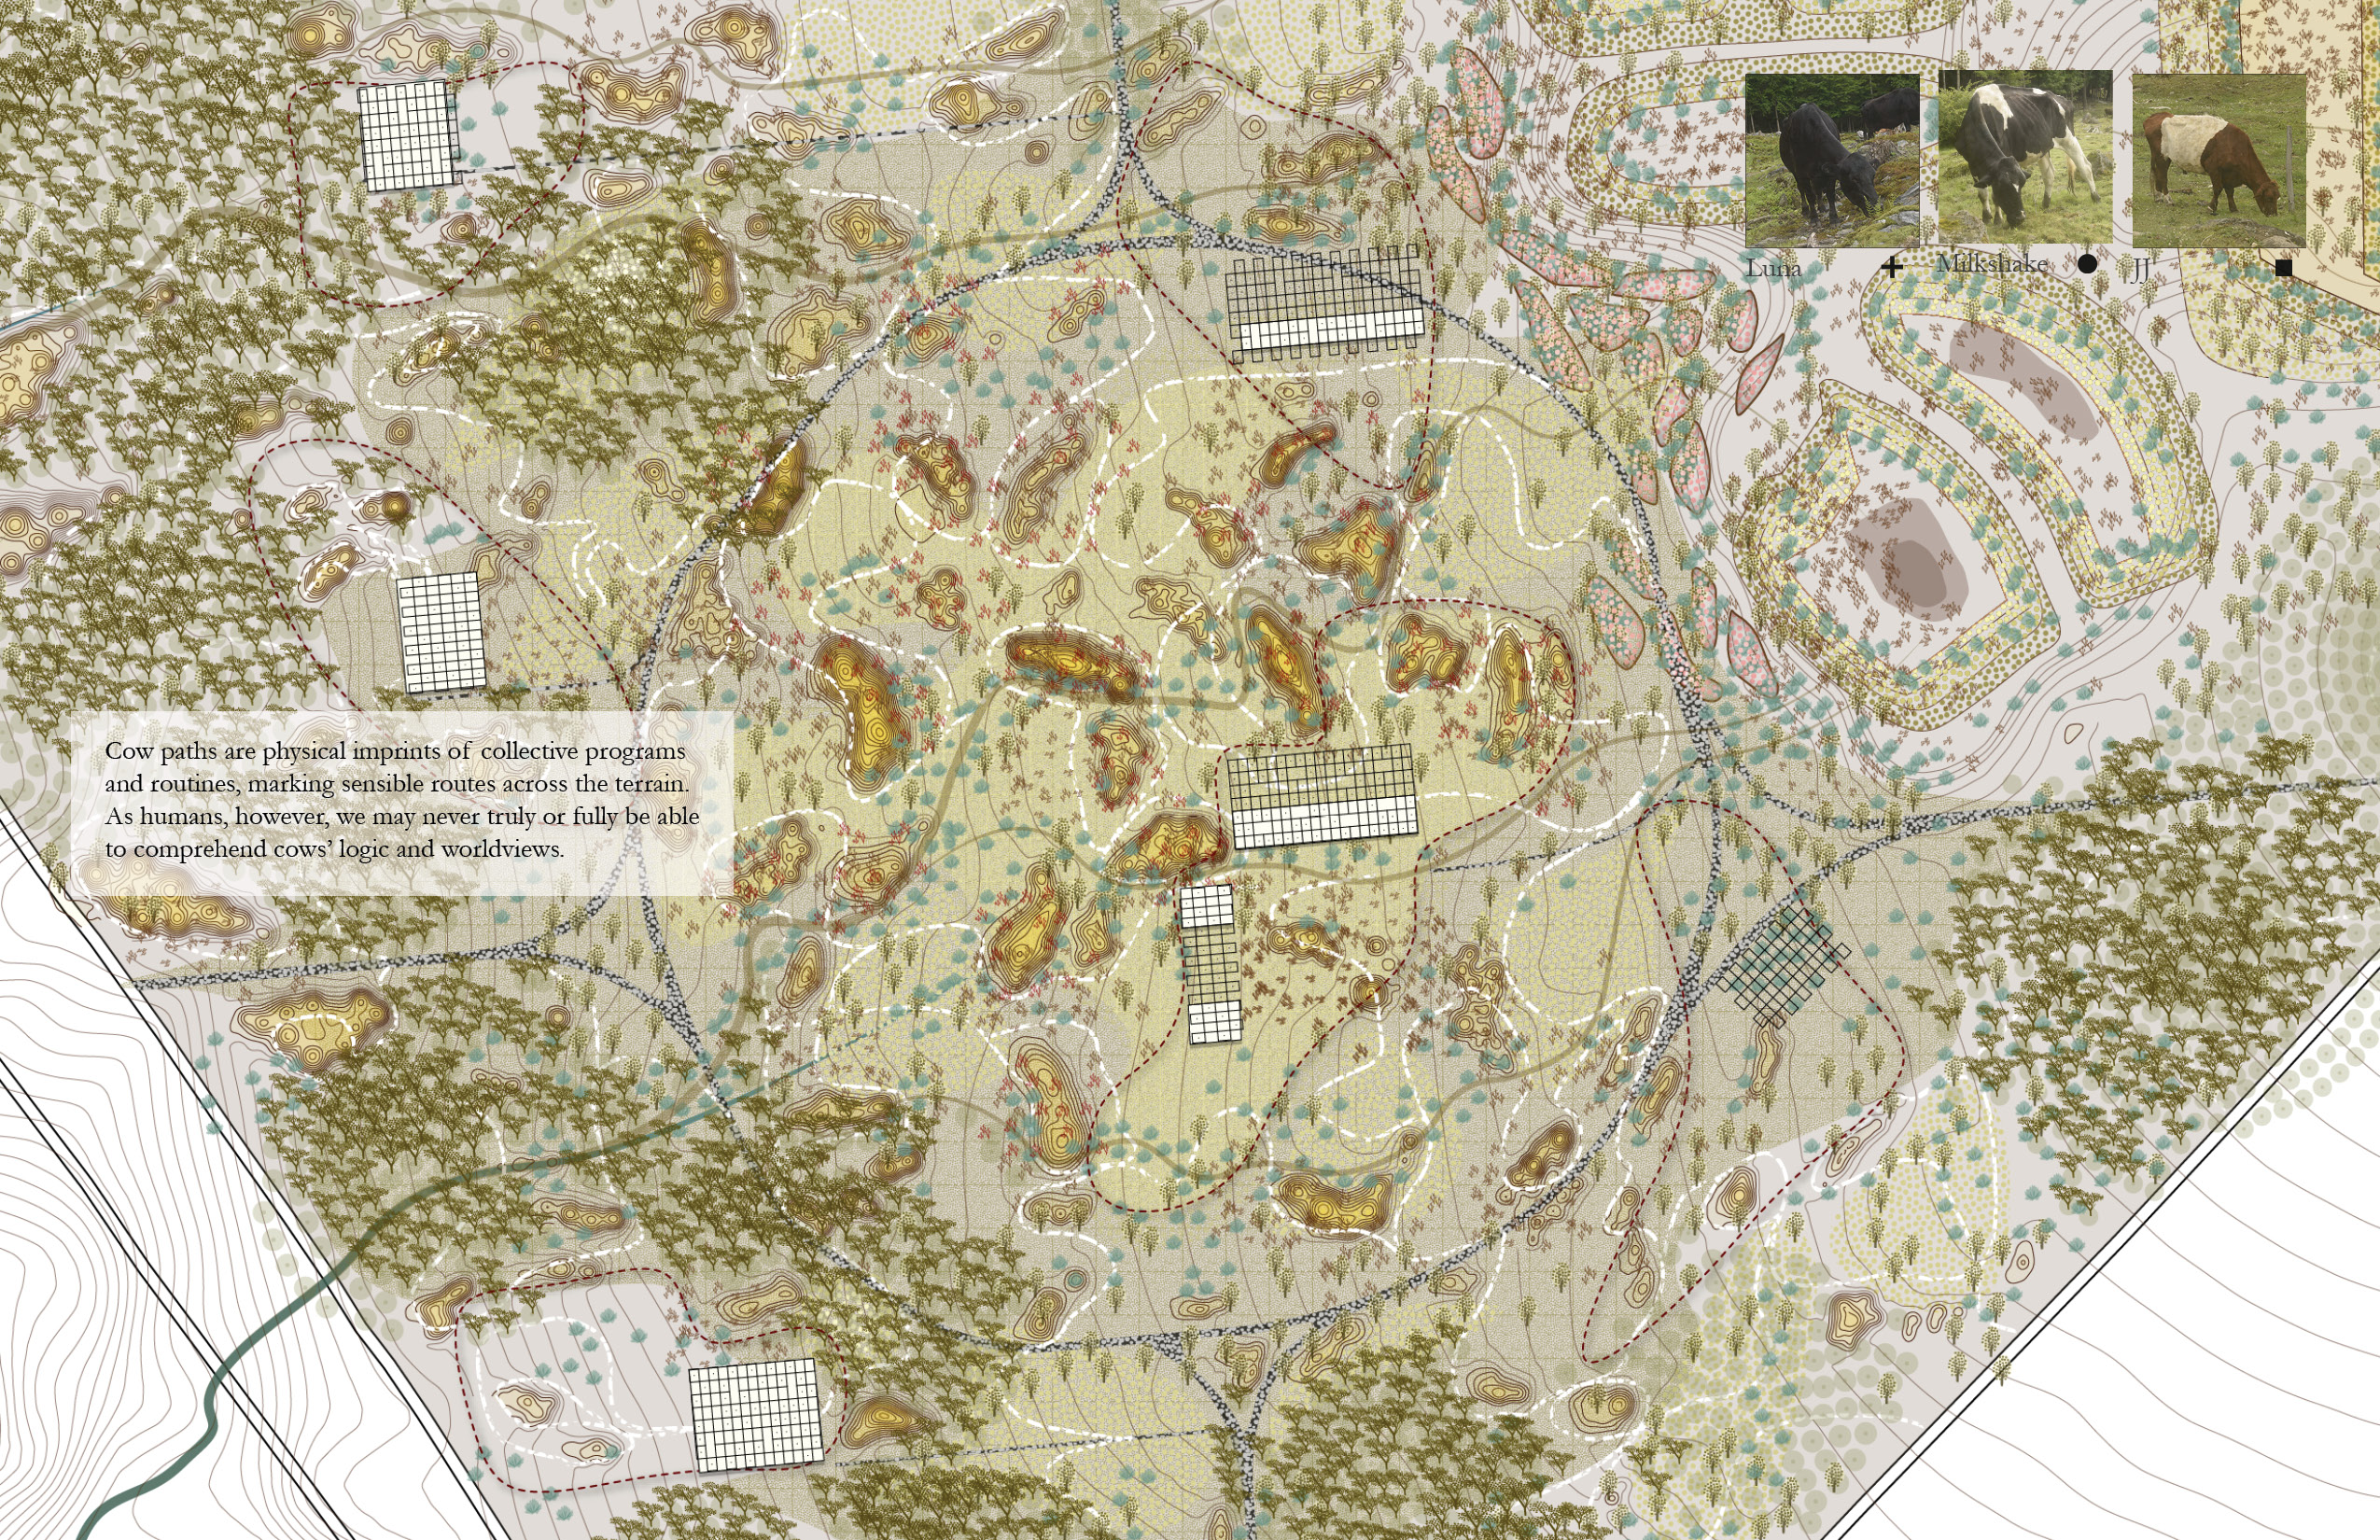 Luna
Milkshake
JJ
Cow paths are physical imprints of collective programs
and routines, marking sensible routes across the terrain.
As humans, however, we may never truly or fully be able
to comprehend cows’ logic and worldviews.